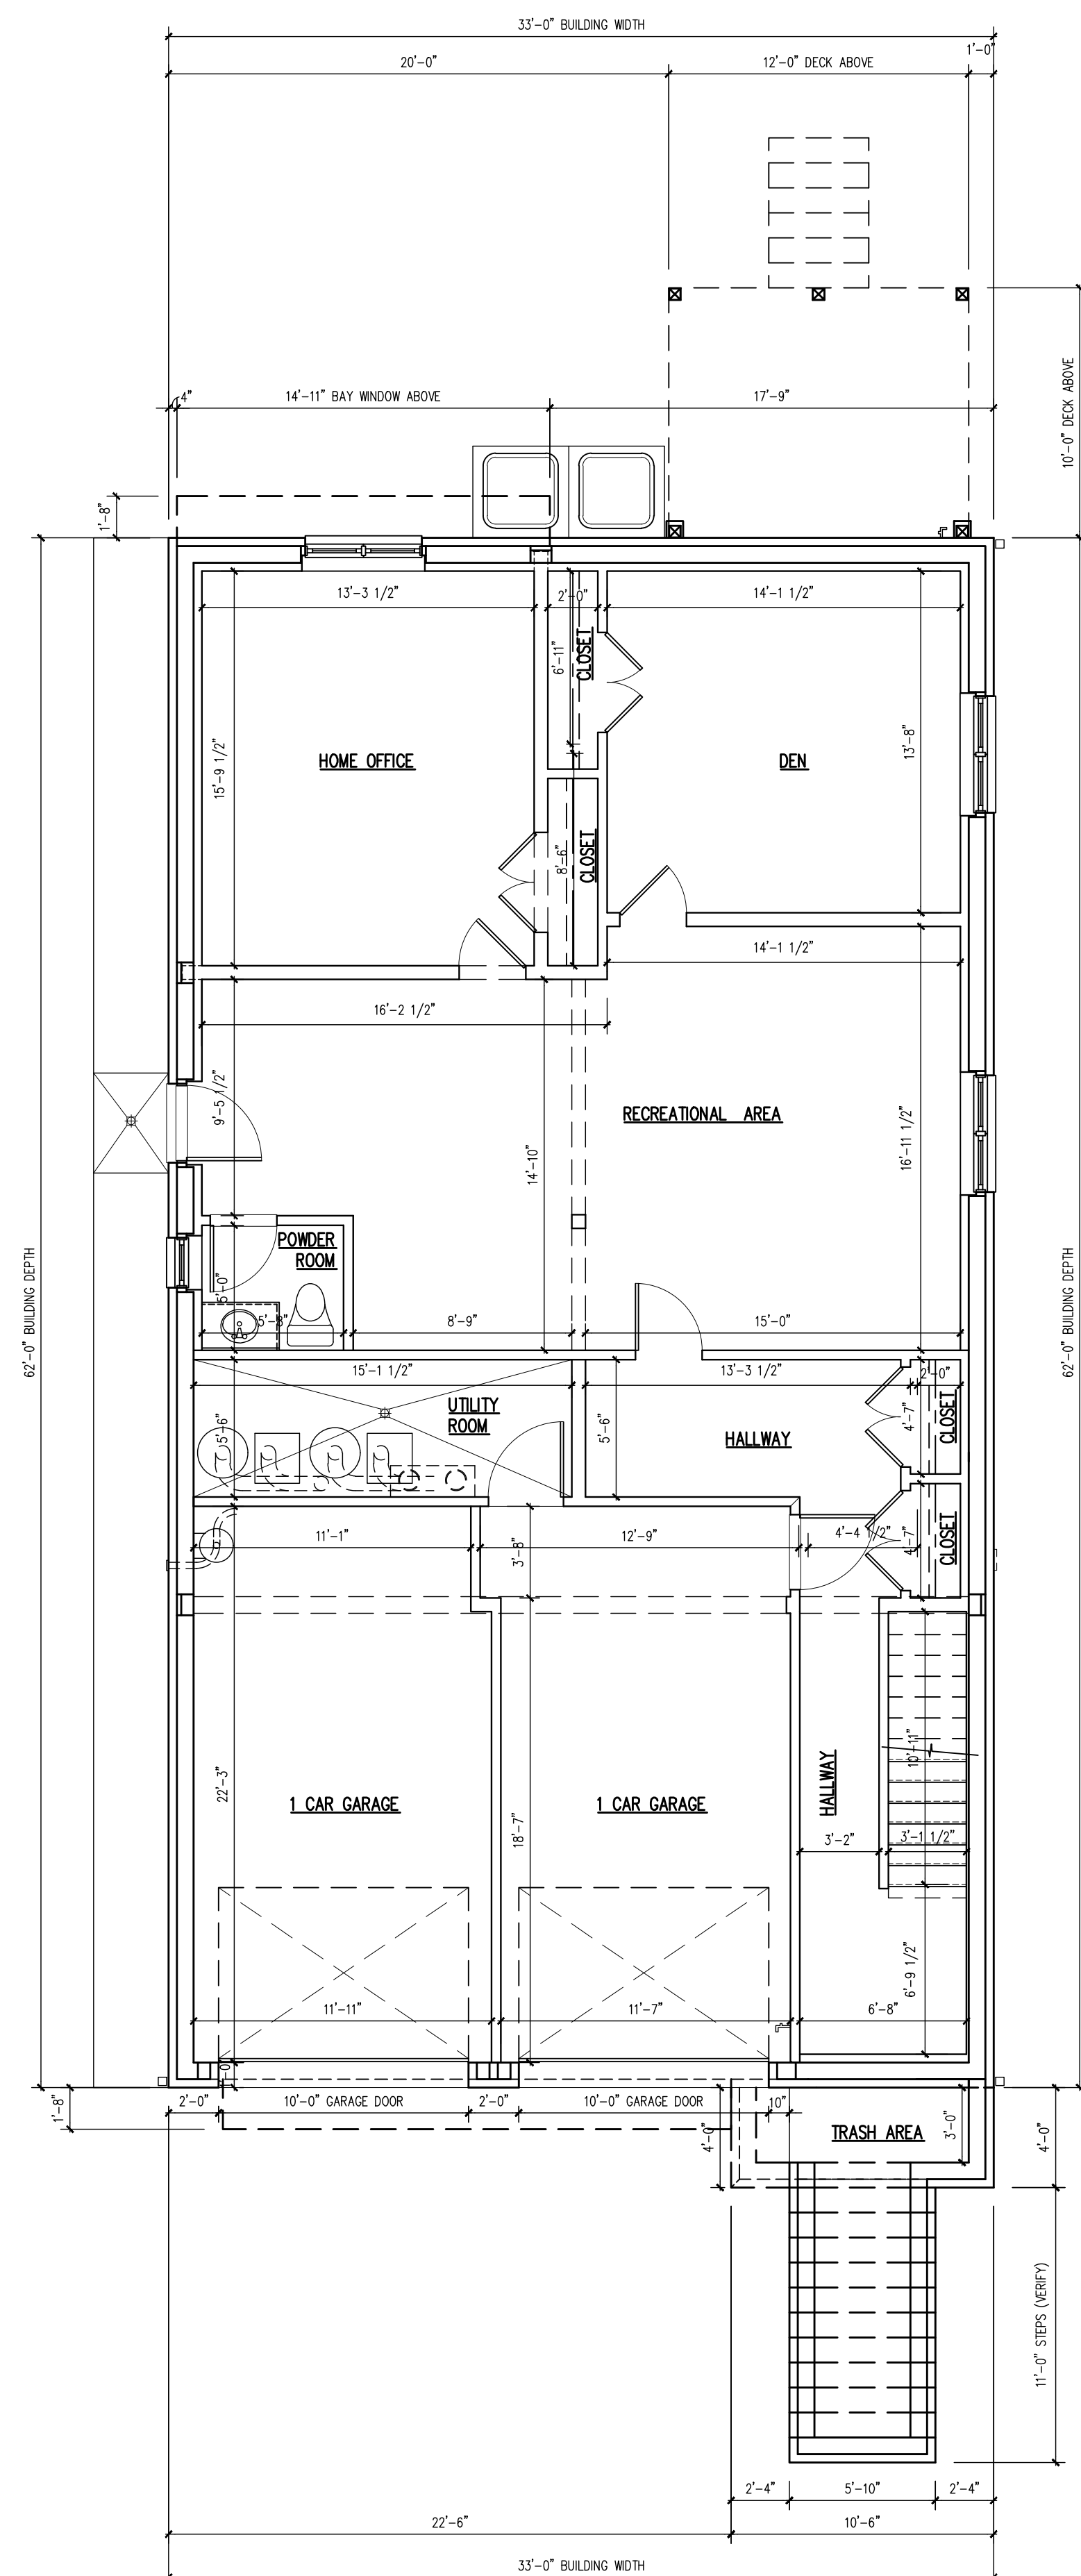 33'-0" BUILDING WIDTH
1'-0"
20'-0"
12'-0" DECK ABOVE
10'-0" DECK ABOVE
4"
14'-11" BAY WINDOW ABOVE
17'-9"
1'-8"
13'-3 1/2"
2'-0"
14'-1 1/2"
6'-11"
CLOSET
15'-9 1/2"
HOME OFFICE
DEN
13'-8"
8'-6"
CLOSET
14'-1 1/2"
16'-2 1/2"
9'-5 1/2"
RECREATIONAL AREA
14'-10"
16'-11 1/2"
POWDER
ROOM
62'-0" BUILDING DEPTH
62'-0" BUILDING DEPTH
5'-0"
8'-9"
15'-0"
15'-1 1/2"
13'-3 1/2"
2'-0"
UTILITY
ROOM
5'-6"
5'-6"
HALLWAY
4'-7"
CLOSET
11'-1"
12'-9"
3'-8"
4'-4 1/2"
4'-7"
CLOSET
10'-11"
22'-3"
1 CAR GARAGE
1 CAR GARAGE
HALLWAY
18'-7"
3'-2"
3'-1 1/2"
6'-9 1/2"
11'-11"
11'-7"
6'-8"
1'-8"
2'-0"
10'-0" GARAGE DOOR
2'-0"
10'-0" GARAGE DOOR
10"
4'-0"
TRASH AREA
3'-0"
4'-0"
11'-0" STEPS (VERIFY)
2'-4"
5'-10"
2'-4"
22'-6"
10'-6"
33'-0" BUILDING WIDTH